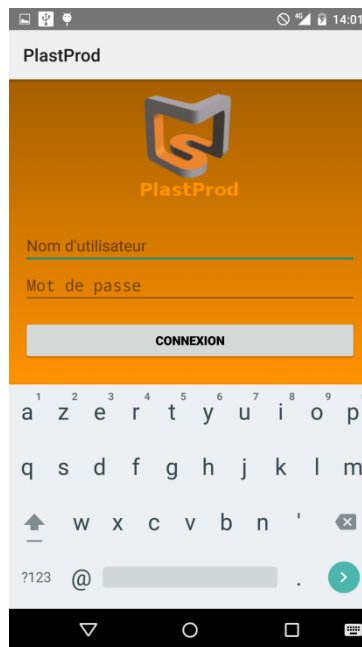 4G 14:01
PlastProd
PlastProd
Nom d'utilisateur
Mot de passe
CONNEXION
1 2 3 4 5 6 7 8 9
a z e r t y u i o p
q s d f g h j k l m
w x c v b n '
?123 @ .